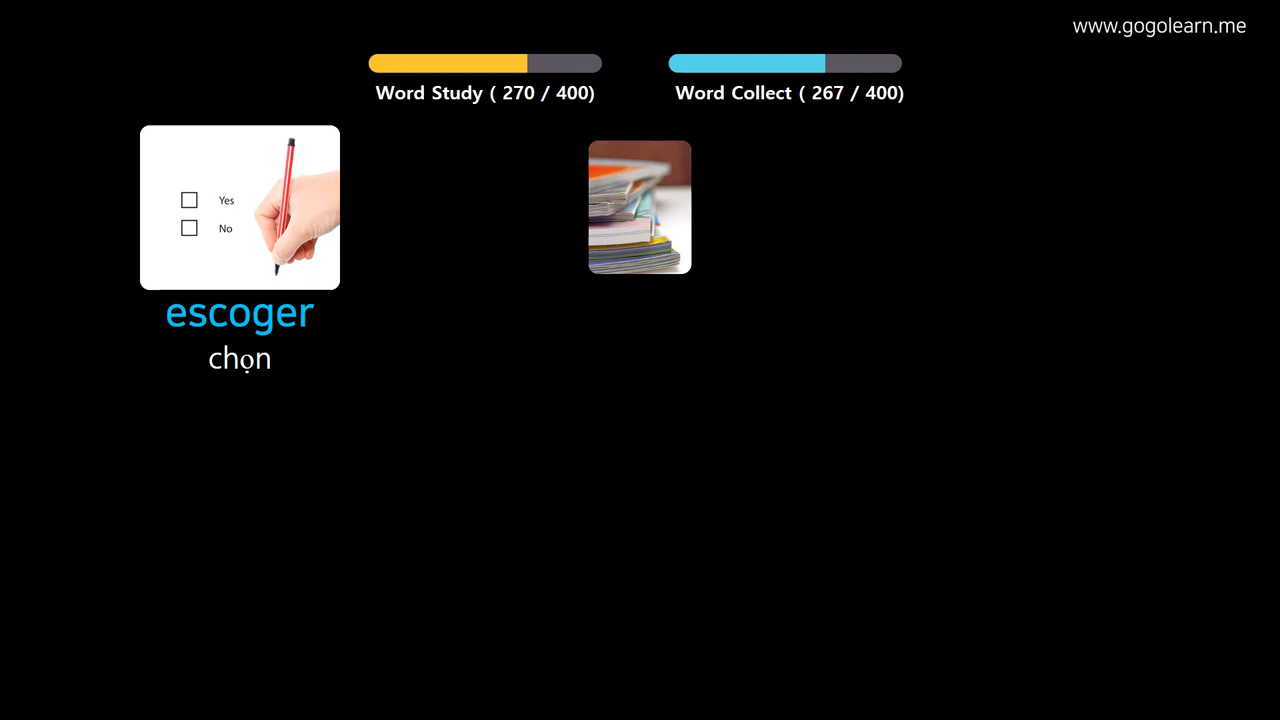 www.gogolearn.me
Word Study ( 270 / 400)
Word Collect ( 267 / 400)
Yes
No
escoger
chọn